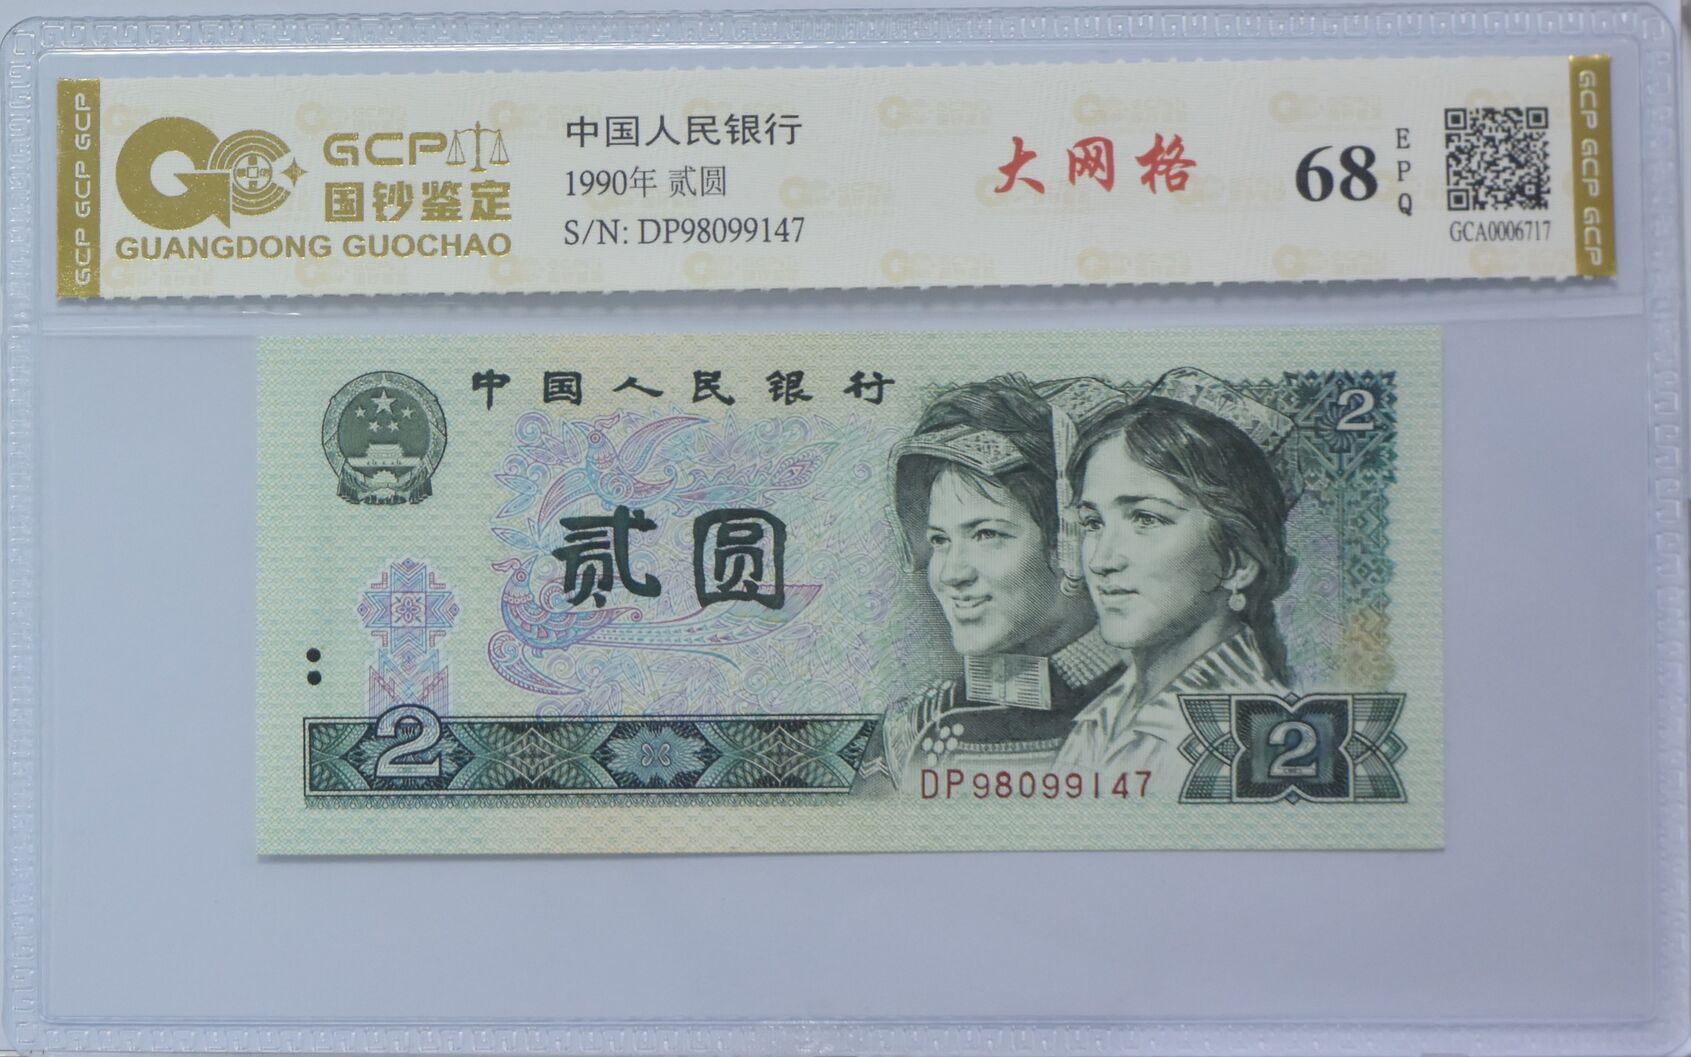 GCP GCP GCP
GCP
国钞鉴定
GUANGDONG GUOCHAO
中国人民银行
1990年 贰圆
S/N: DP98099147
大网格
68
EPQ
GCA0006717
GCP GCP GCP
中国人民银行
2
贰圆
2
DP98099147
2